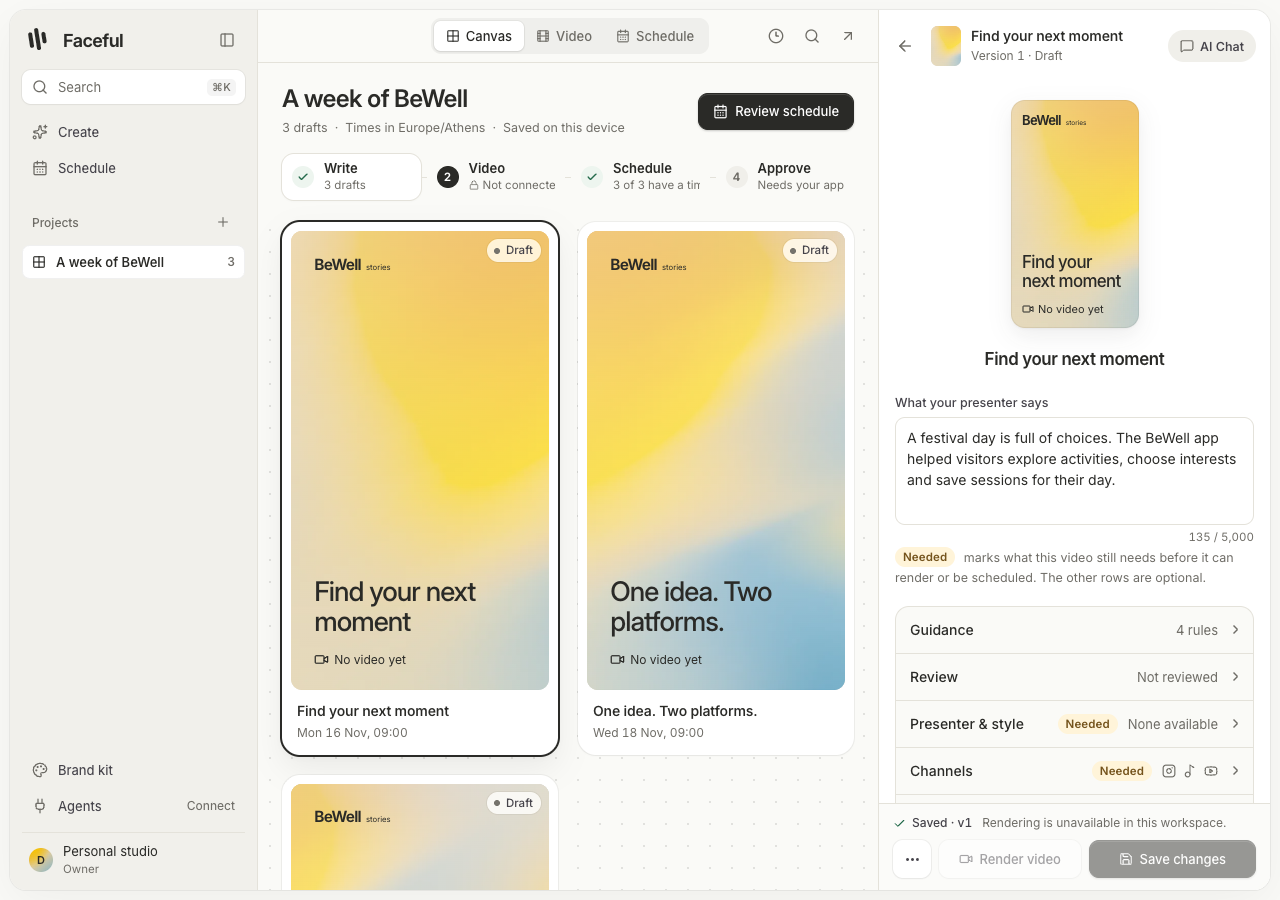 Faceful
Search ⌘K
Create
Schedule
Projects
A week of BeWell 3
Brand kit
Agents Connect
D
Personal studio
Owner
Canvas Video Schedule
A week of BeWell
3 drafts · Times in Europe/Athens · Saved on this device
Review schedule
Write
3 drafts
2 Video
Not connecte
Schedule
3 of 3 have a tim
4 Approve
Needs your app
Draft
BeWell stories
Find your next
moment
No video yet
Find your next moment
Mon 16 Nov, 09:00
Draft
BeWell stories
One idea. Two
platforms.
No video yet
One idea. Two platforms.
Wed 18 Nov, 09:00
Draft
BeWell stories
Find your next moment
Version 1 · Draft
AI Chat
BeWell stories
Find your
next moment
No video yet
Find your next moment
What your presenter says
A festival day is full of choices. The BeWell app
helped visitors explore activities, choose interests
and save sessions for their day.
135 / 5,000
Needed marks what this video still needs before it can
render or be scheduled. The other rows are optional.
Guidance 4 rules
Review Not reviewed
Presenter & style Needed None available
Channels Needed
Saved · v1 Rendering is unavailable in this workspace.
Render video
Save changes